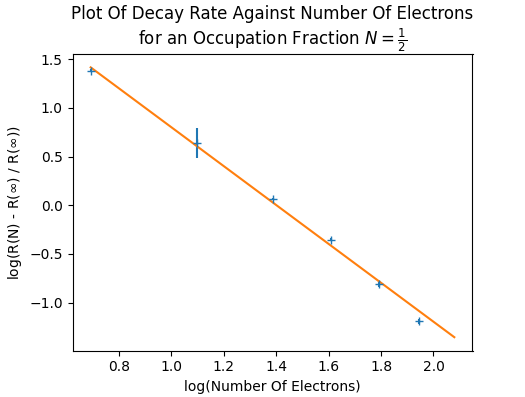 Plot Of Decay Rate Against Number Of Electrons
for an Occupation Fraction N = 1/2
log(R(N) - R(∞) / R(∞))
1.5
1.0
0.5
0.0
−0.5
−1.0
0.8 1.0 1.2 1.4 1.6 1.8 2.0
log(Number Of Electrons)